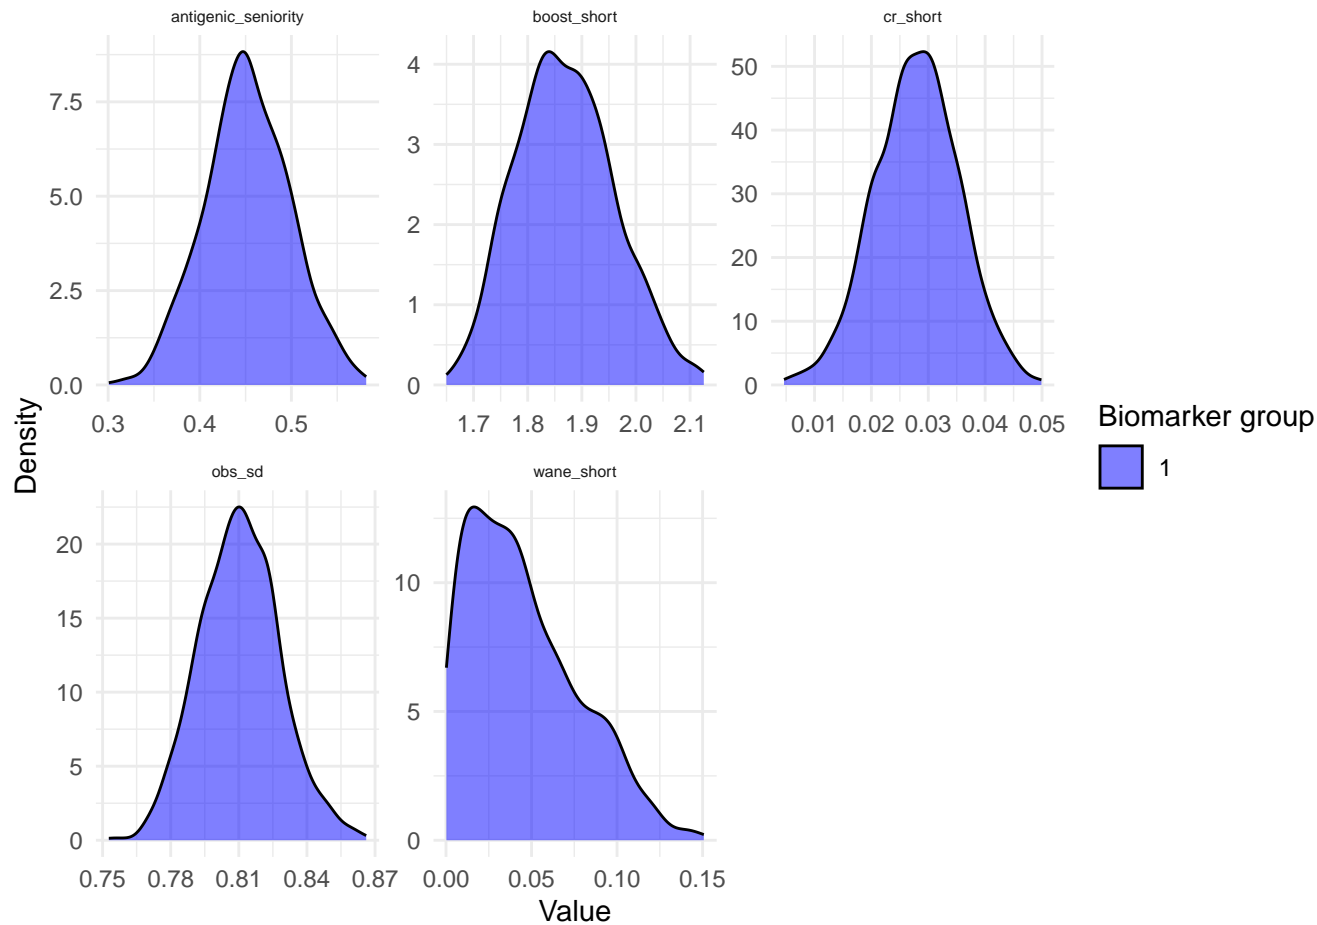 antigenic_seniority
boost_short
cr_short
7.5
5.0
2.5
0.0
0.3 0.4 0.5
4
3
2
1
0
1.7 1.8 1.9 2.0 2.1
50
40
30
20
10
0
0.01 0.02 0.03 0.04 0.05
Density
Biomarker group
1
obs_sd
wane_short
20
15
10
5
0
0.75 0.78 0.81 0.84 0.87
10
5
0
0.00 0.05 0.10 0.15
Value